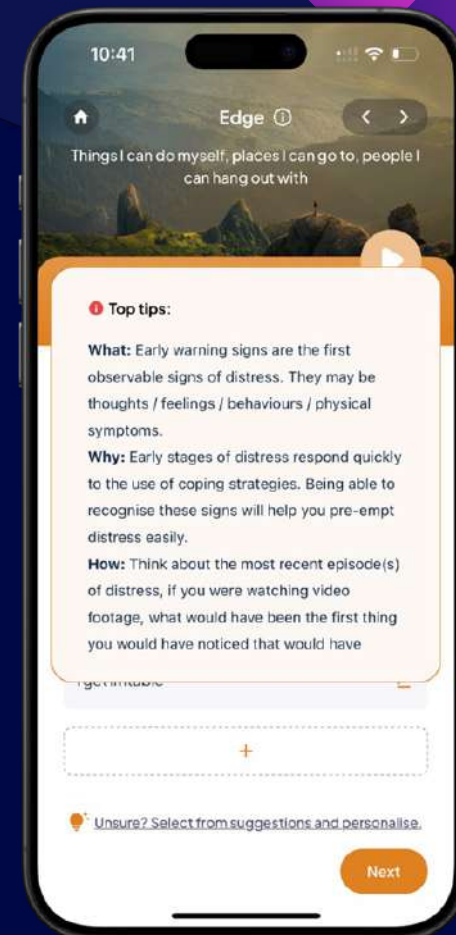 10:41
Edge
Things I can do myself, places I can go to, people I
can hang out with
Top tips:
What: Early warning signs are the first
observable signs of distress. They may be
thoughts / feelings / behaviours / physical
symptoms.
Why: Early stages of distress respond quickly
to the use of coping strategies. Being able to
recognise these signs will help you pre-empt
distress easily.
How: Think about the most recent episode(s)
of distress, if you were watching video
footage, what would have been the first thing
you would have noticed that would have
I get irritable
+
Unsure? Select from suggestions and personalise.
Next